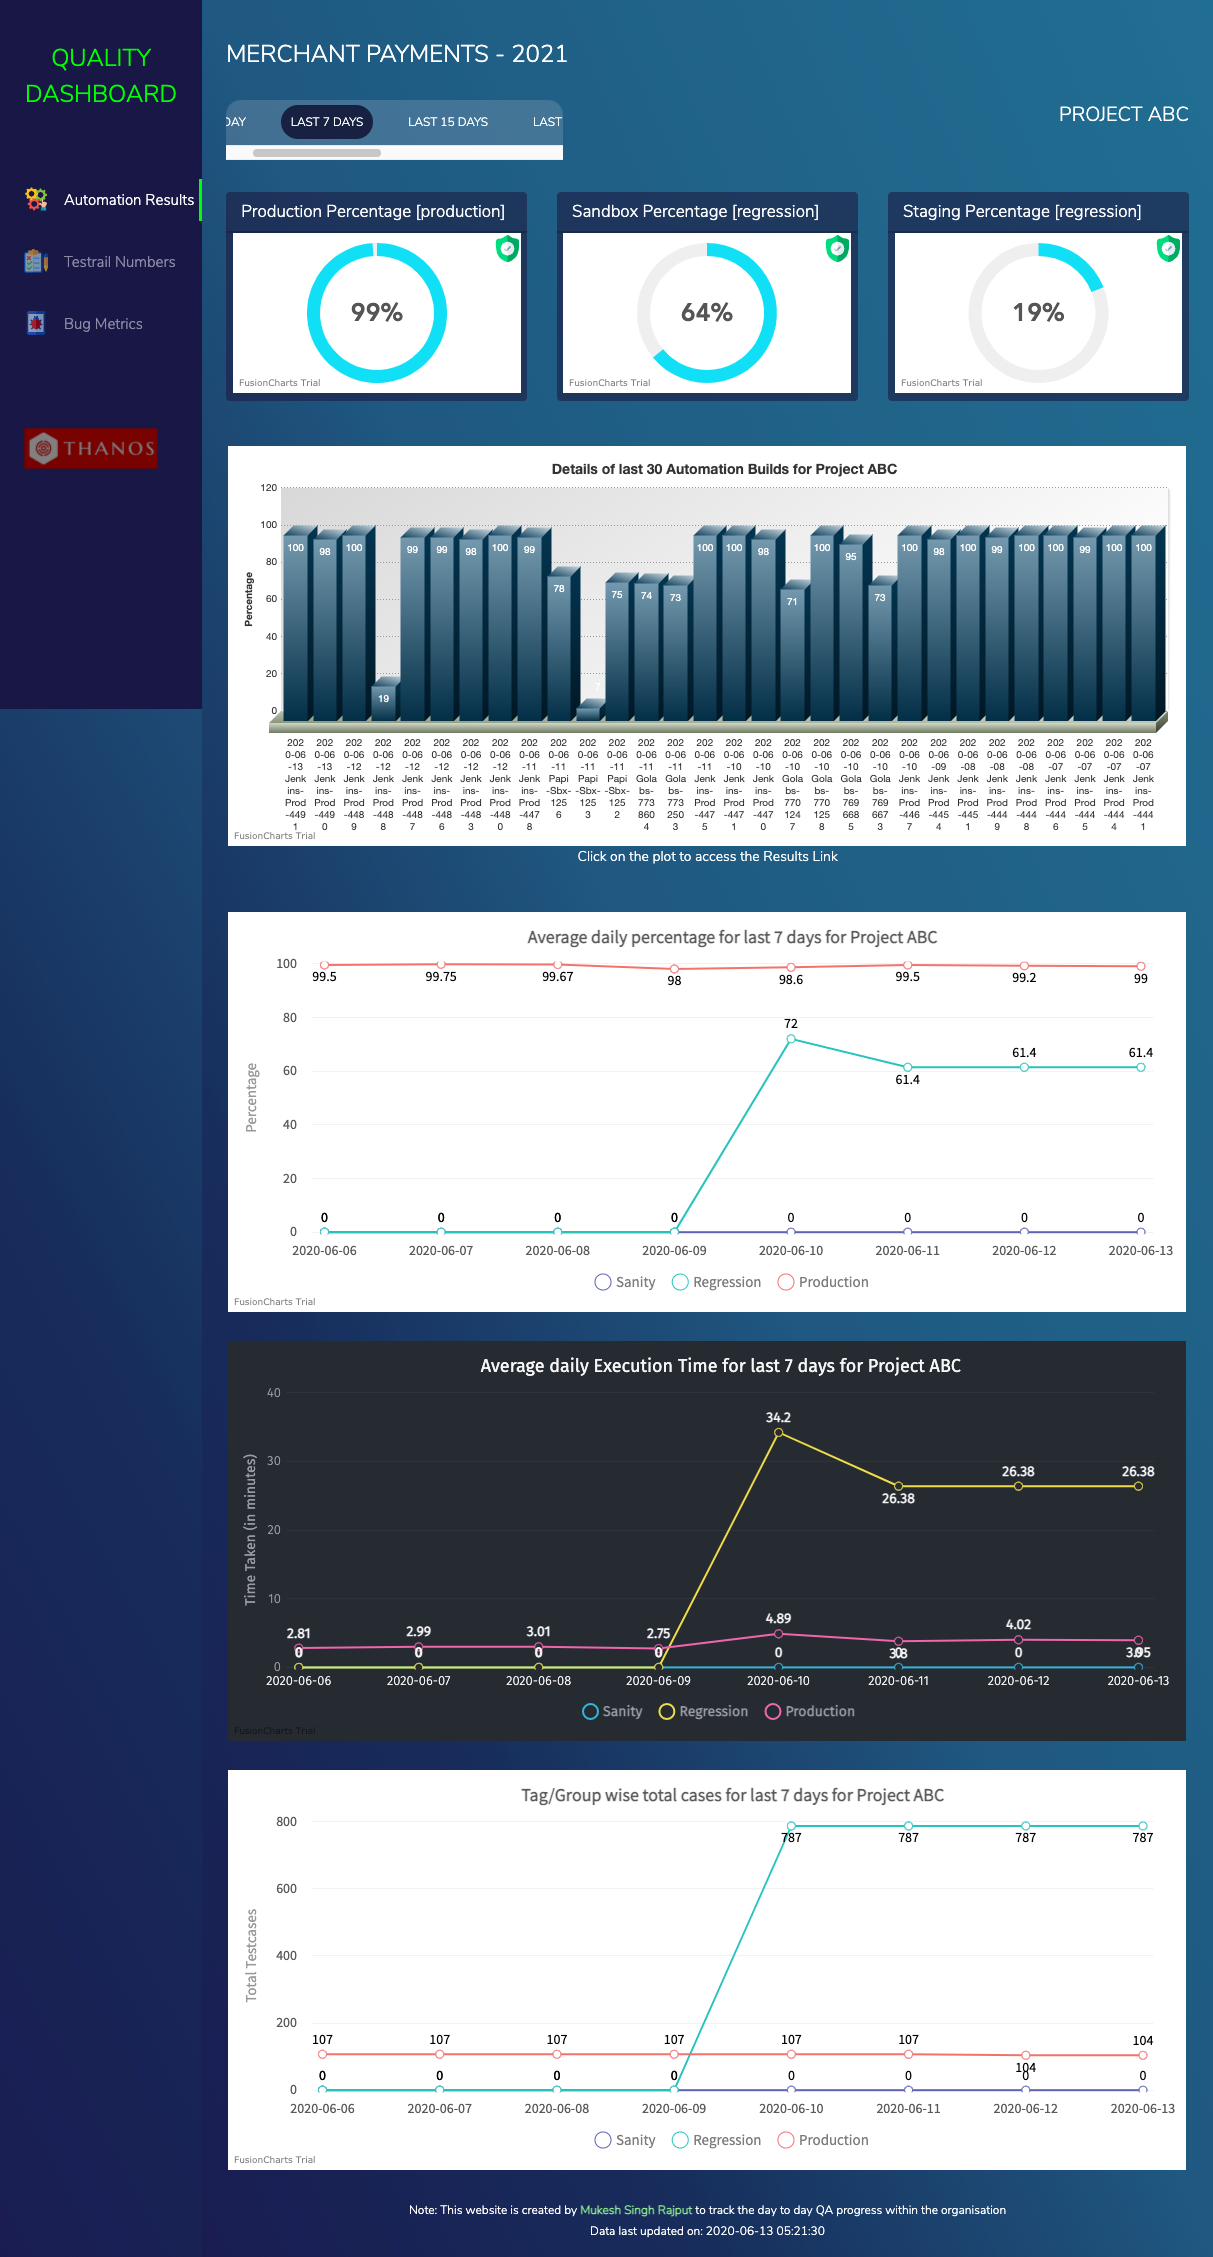 QUALITY
DASHBOARD
Automation Results
Testrail Numbers
Bug Metrics
THANOS
MERCHANT PAYMENTS - 2021
DAY LAST 7 DAYS LAST 15 DAYS LAST
PROJECT ABC
Production Percentage [production]
99%
FusionCharts Trial
Sandbox Percentage [regression]
64%
FusionCharts Trial
Staging Percentage [regression]
19%
FusionCharts Trial
Details of last 30 Automation Builds for Project ABC
Percentage
120
100
80
60
40
20
0
100 98 100 19 99 99 98 100 99 78 7 75 74 73 100 100 98 71 100 95 73 100 98 100 99 100 100 99 100 100
2020-06-13 Jenkins-Prod-4491
2020-06-13 Jenkins-Prod-4490
2020-06-12 Jenkins-Prod-4489
2020-06-12 Jenkins-Prod-4488
2020-06-12 Jenkins-Prod-4487
2020-06-12 Jenkins-Prod-4486
2020-06-12 Jenkins-Prod-4483
2020-06-12 Jenkins-Prod-4480
2020-06-11 Jenkins-Prod-4478
2020-06-11 Papi-Sbx-1256
2020-06-11 Papi-Sbx-1253
2020-06-11 Papi-Sbx-1252
2020-06-11 Golabs-7738604
2020-06-11 Golabs-7732503
2020-06-11 Jenkins-Prod-4475
2020-06-10 Jenkins-Prod-4471
2020-06-10 Jenkins-Prod-4470
2020-06-10 Golabs-7701247
2020-06-10 Golabs-7701258
2020-06-10 Golabs-7696685
2020-06-10 Golabs-7696673
2020-06-10 Jenkins-Prod-4467
2020-06-09 Jenkins-Prod-4454
2020-06-08 Jenkins-Prod-4451
2020-06-08 Jenkins-Prod-4449
2020-06-08 Jenkins-Prod-4448
2020-06-07 Jenkins-Prod-4446
2020-06-07 Jenkins-Prod-4445
2020-06-07 Jenkins-Prod-4444
2020-06-07 Jenkins-Prod-4441
FusionCharts Trial
Click on the plot to access the Results Link
Average daily percentage for last 7 days for Project ABC
Percentage
100
80
60
40
20
0
99.5 99.75 99.67 98 98.6 99.5 99.2 99
72 61.4 61.4 61.4
0 0 0 0 0 0 0 0
2020-06-06 2020-06-07 2020-06-08 2020-06-09 2020-06-10 2020-06-11 2020-06-12 2020-06-13
Sanity Regression Production
FusionCharts Trial
Average daily Execution Time for last 7 days for Project ABC
Time Taken (in minutes)
40
30
20
10
0
34.2 26.38 26.38 26.38
2.81 2.99 3.01 2.75 4.89 3.8 4.02 3.95
0 0 0 0 0 0 0 0
2020-06-06 2020-06-07 2020-06-08 2020-06-09 2020-06-10 2020-06-11 2020-06-12 2020-06-13
Sanity Regression Production
FusionCharts Trial
Tag/Group wise total cases for last 7 days for Project ABC
Total Testcases
800
600
400
200
0
787 787 787 787
107 107 107 107 107 107 104 104
0 0 0 0 0 0 0 0
2020-06-06 2020-06-07 2020-06-08 2020-06-09 2020-06-10 2020-06-11 2020-06-12 2020-06-13
Sanity Regression Production
FusionCharts Trial
Note: This website is created by Mukesh Singh Rajput to track the day to day QA progress within the organisation
Data last updated on: 2020-06-13 05:21:30